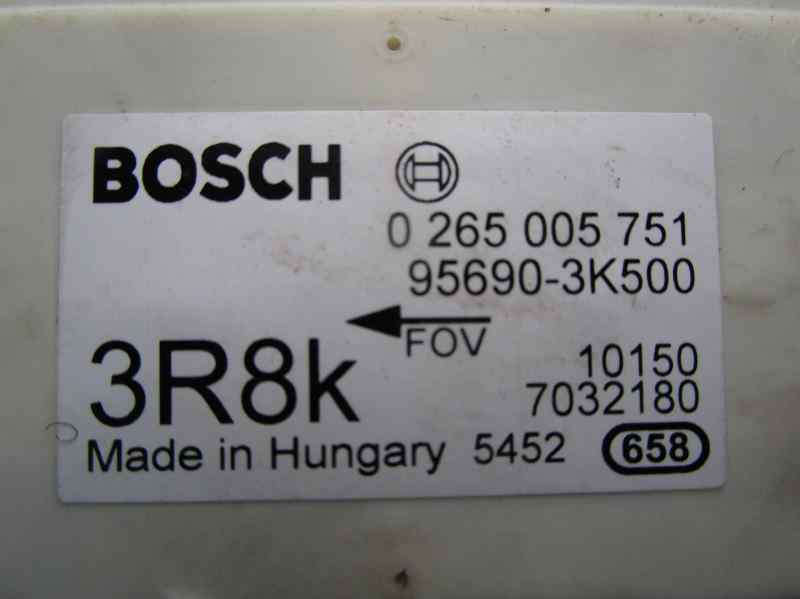 BOSCH
0 265 005 751
95690-3K500
FOV
3R8k
10150
7032180
Made in Hungary 5452 658